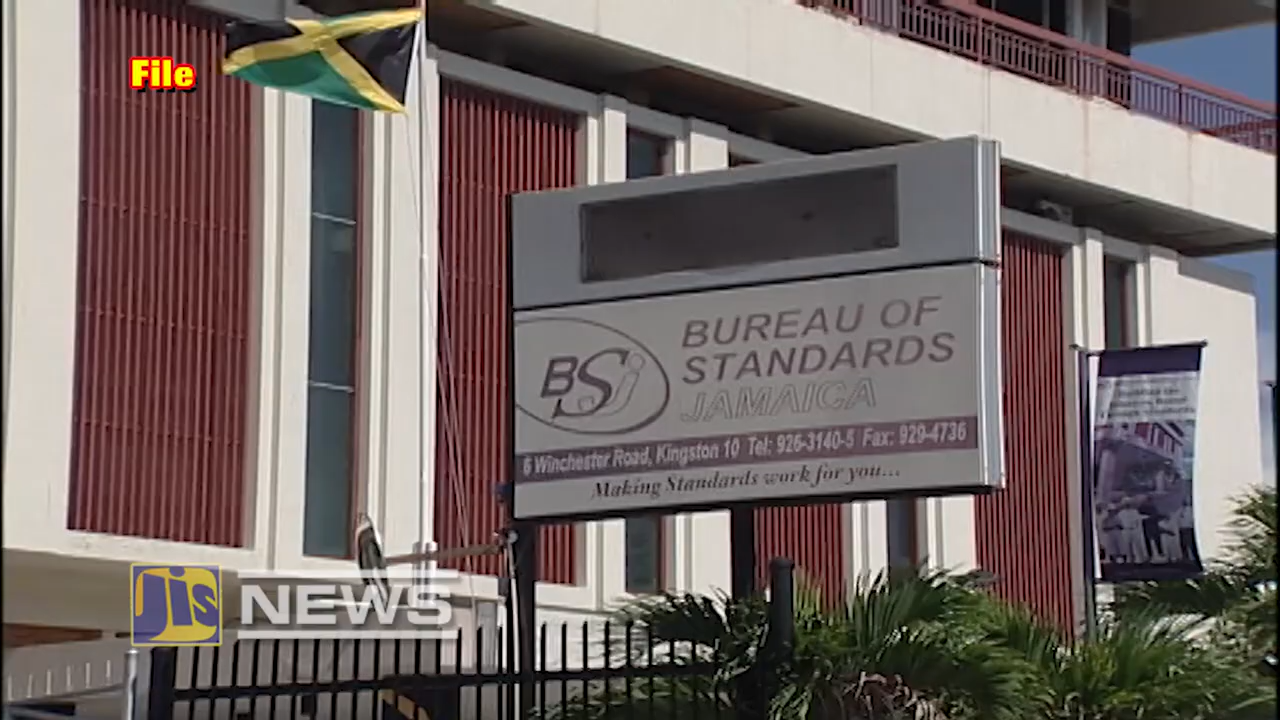 File
BUREAU OF
STANDARDS
JAMAICA
BSj
6 Winchester Road, Kingston 10 Tel: 926-3140-5 Fax: 929-4736
Making Standards work for you...
jis NEWS